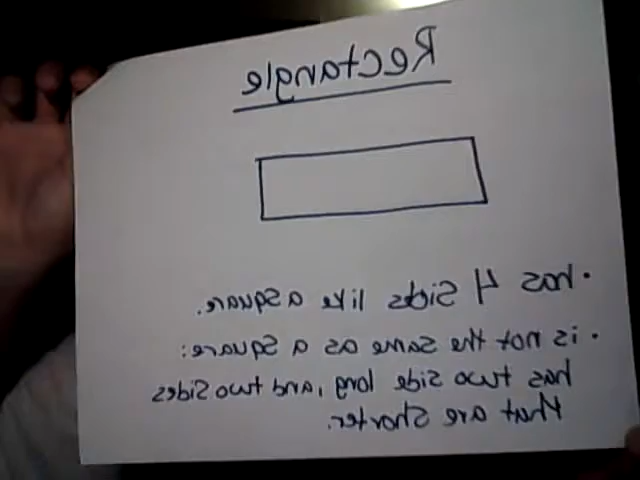 Rectangle
• has 4 sides like a square.
• is not the same as a square:
has two side long, and two sides
that are shorter.